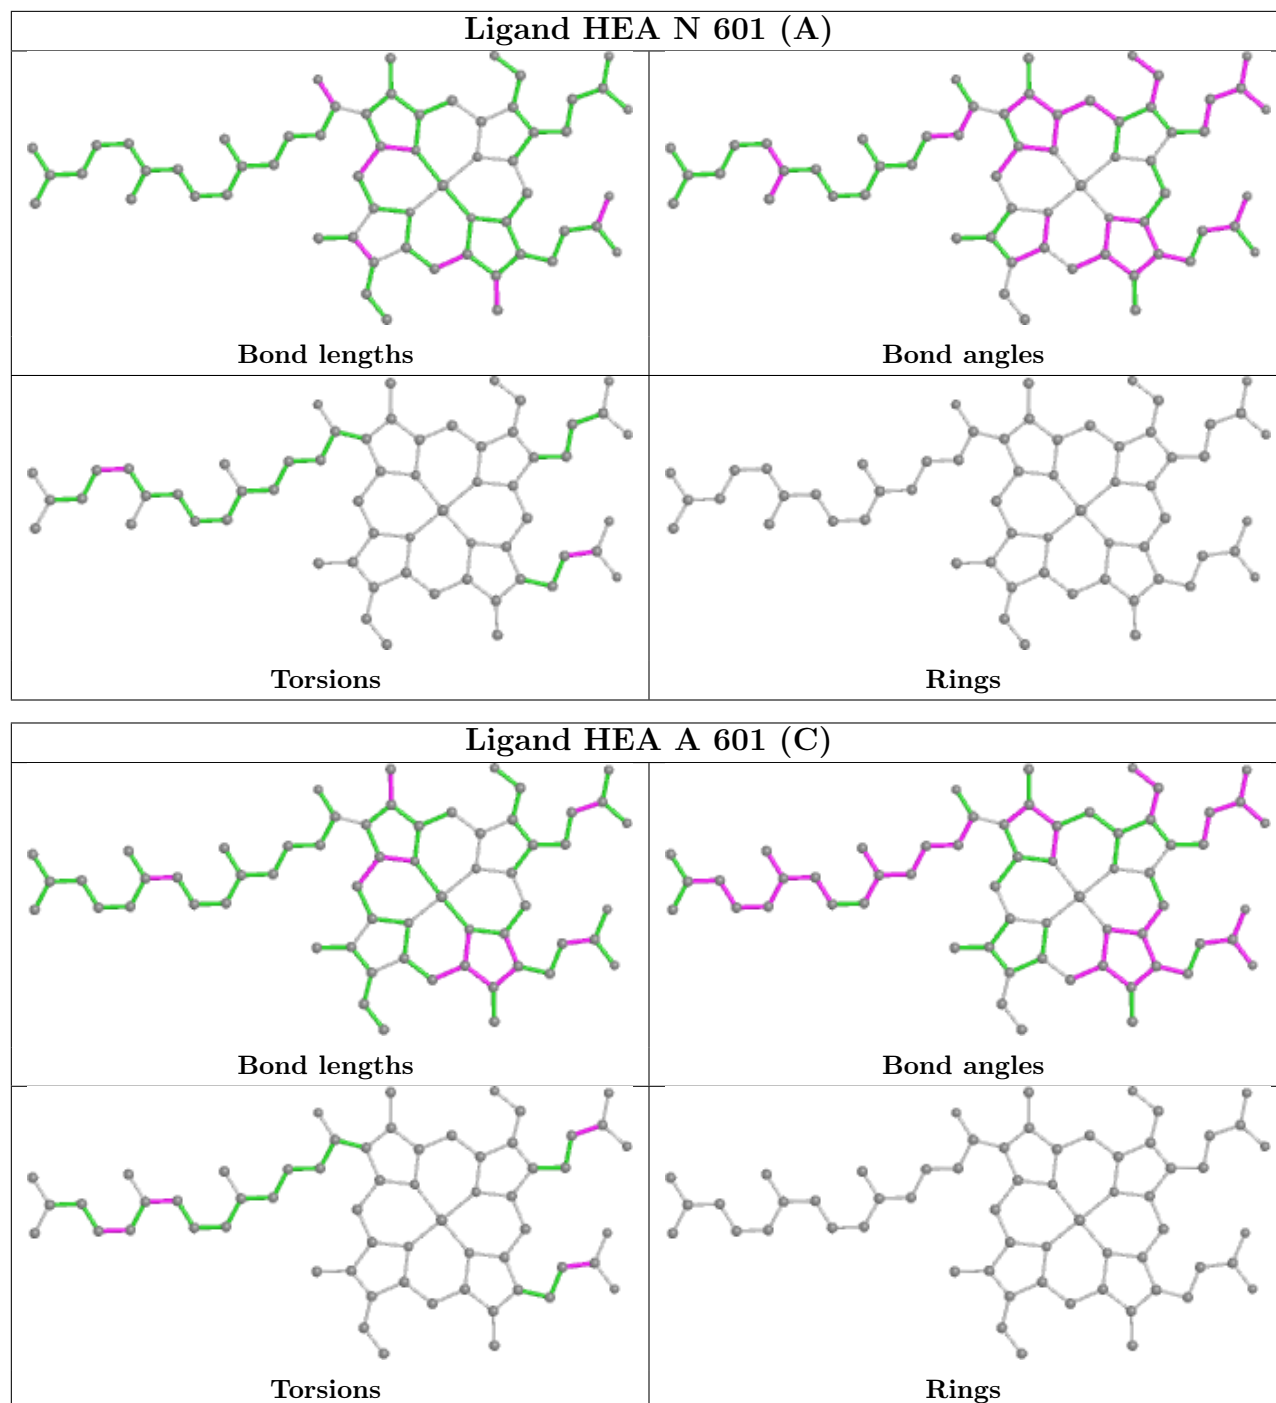 Ligand HEA N 601 (A)
Bond lengths
Bond angles
Torsions
Rings
Ligand HEA A 601 (C)
Bond lengths
Bond angles
Torsions
Rings